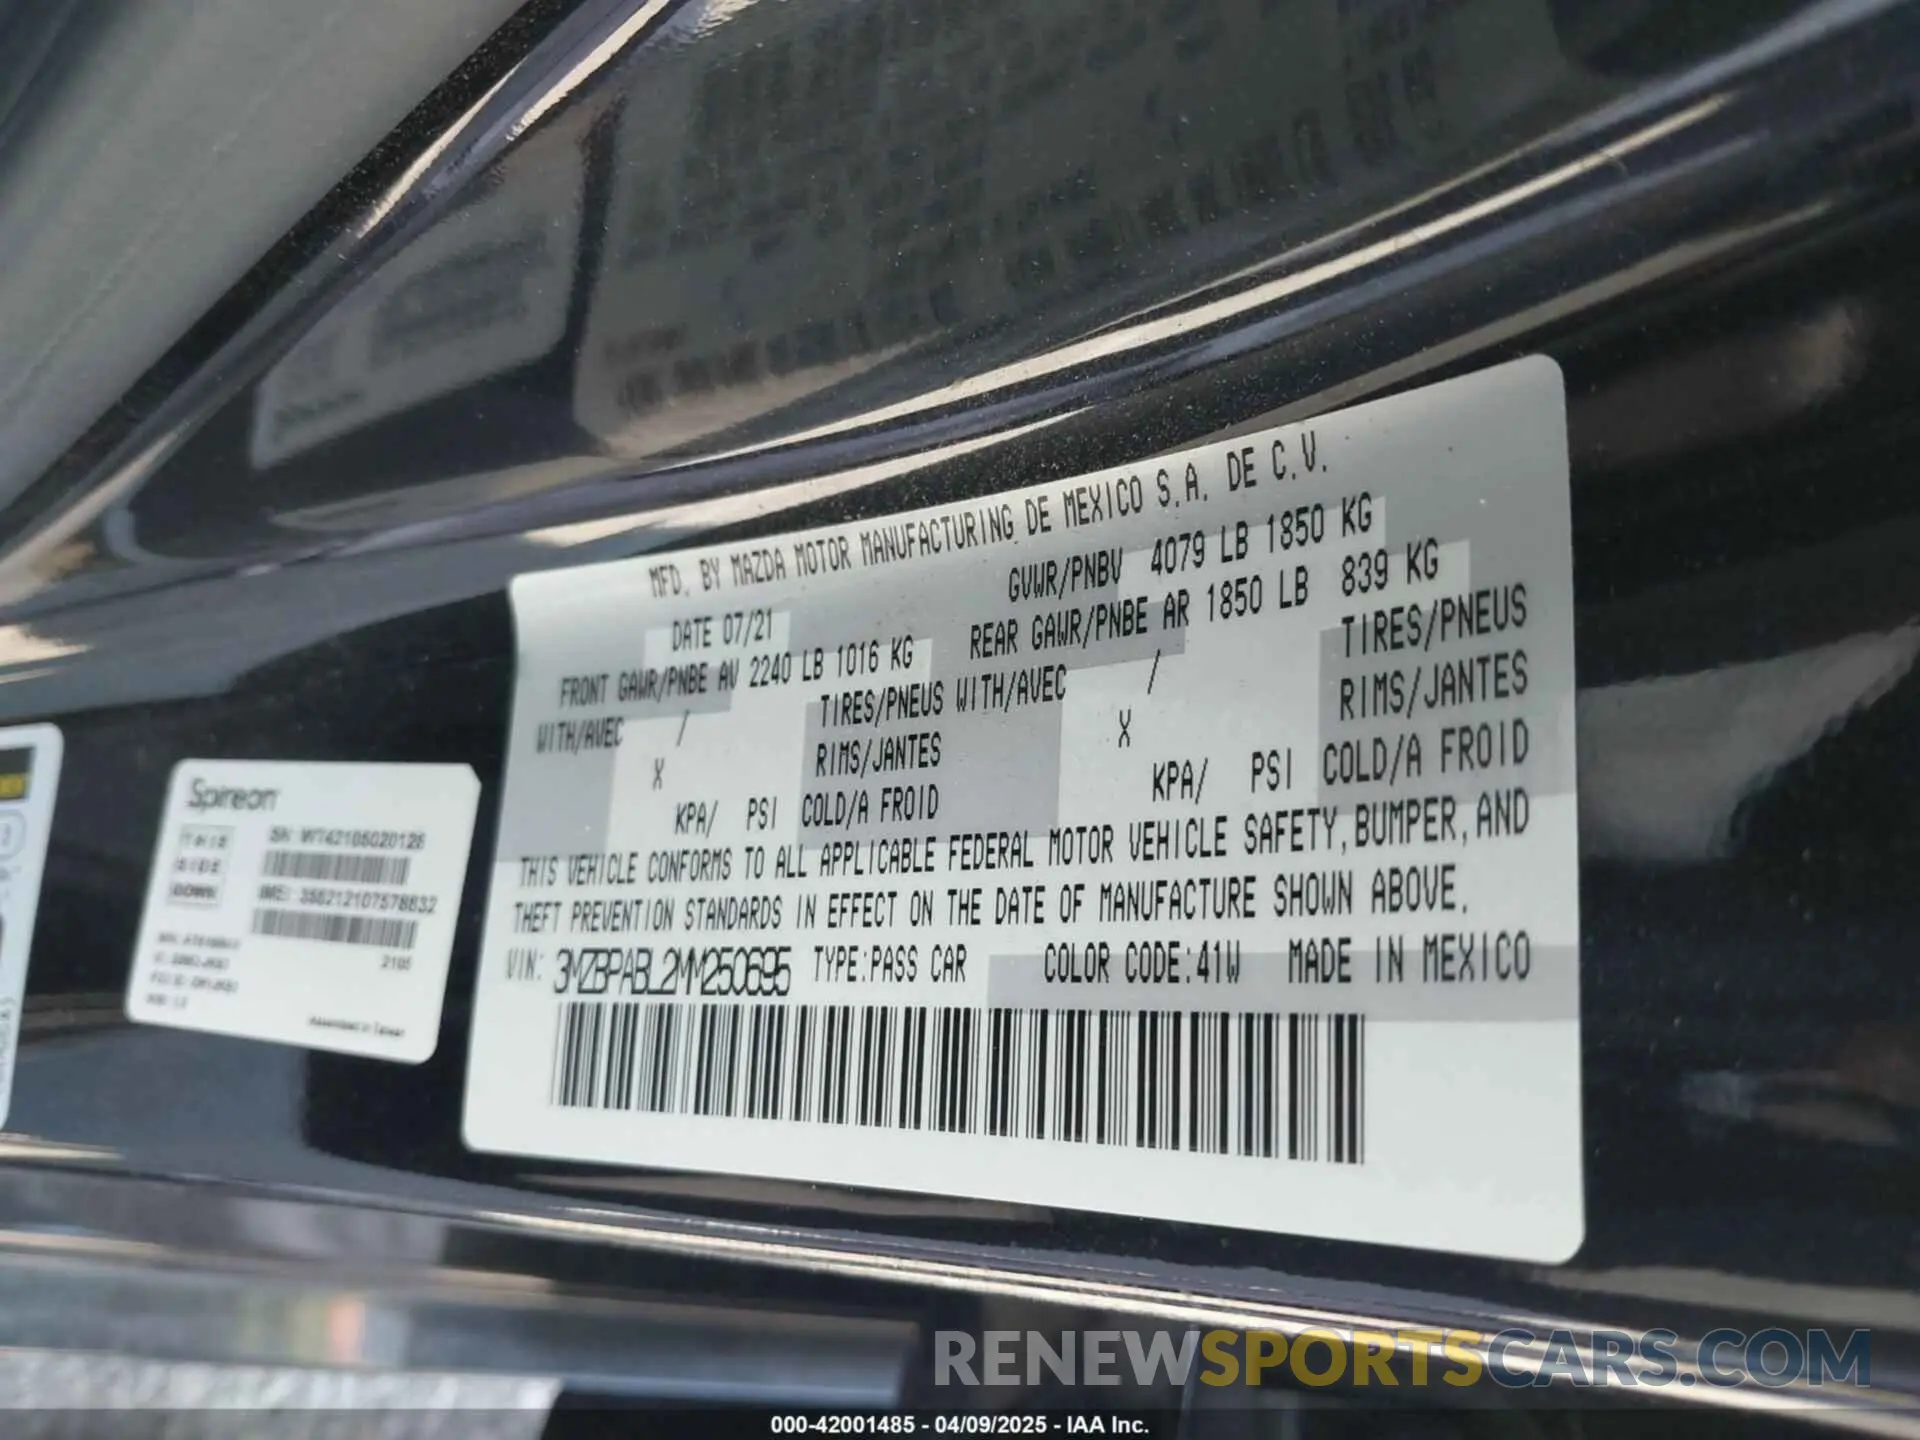 MFD. BY MAZDA MOTOR MANUFACTURING DE MEXICO S.A. DE C.V.
DATE 07/21 GVWR/PNBV 4079 LB 1850 KG
FRONT GAWR/PNBE AV 2240 LB 1016 KG REAR GAWR/PNBE AR 1850 LB 839 KG
WITH/AVEC / TIRES/PNEUS WITH/AVEC / TIRES/PNEUS
X RIMS/JANTES X RIMS/JANTES
KPA/ PSI COLD/A FROID KPA/ PSI COLD/A FROID
THIS VEHICLE CONFORMS TO ALL APPLICABLE FEDERAL MOTOR VEHICLE SAFETY, BUMPER, AND
THEFT PREVENTION STANDARDS IN EFFECT ON THE DATE OF MANUFACTURE SHOWN ABOVE.
VIN: 3MZBPABL2MM250695 TYPE:PASS CAR COLOR CODE:41W MADE IN MEXICO
Spireon
THIS
SIDE
DOWN
2105
Assembled in Taiwan
RENEWSPORTSCARS.COM
000-42001485 - 04/09/2025 - IAA Inc.